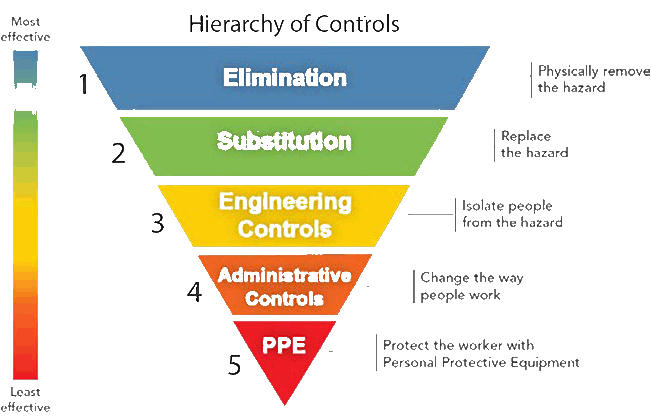 Hierarchy of Controls
Most
effective
1
Elimination
Physically remove
the hazard
2
Substitution
Replace
the hazard
3
Engineering
Controls
Isolate people
from the hazard
4
Administrative
Controls
Change the way
people work
5
PPE
Protect the worker with
Personal Protective Equipment
Least
effective